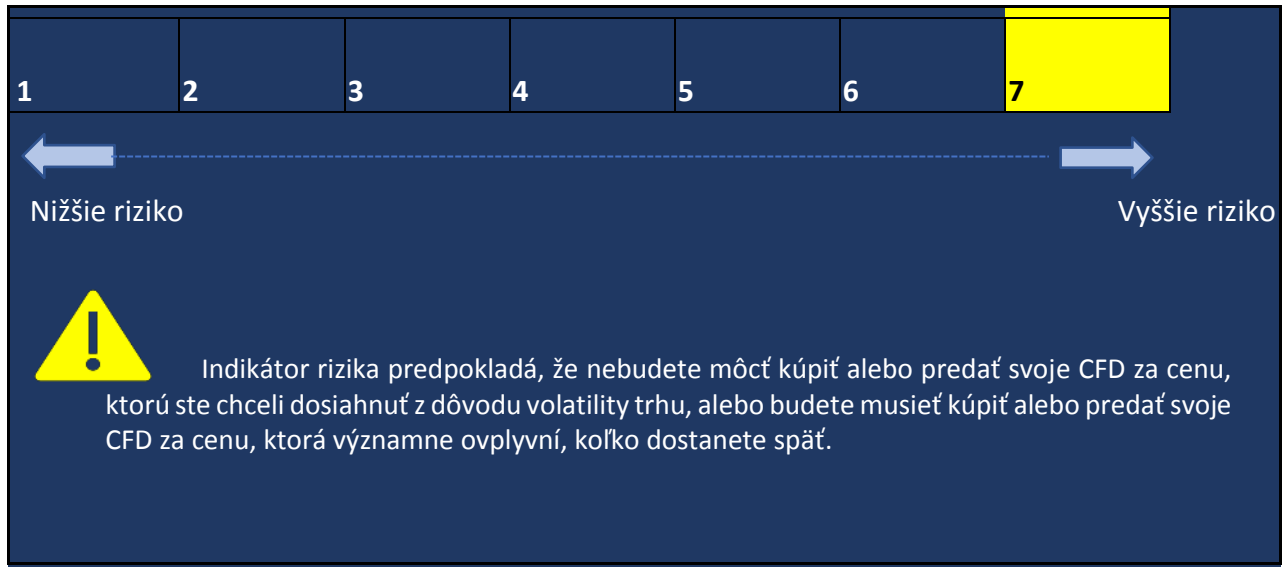 1 2 3 4 5 6 7
Nižšie riziko Vyššie riziko
Indikátor rizika predpokladá, že nebudete môcť kúpiť alebo predať svoje CFD za cenu,
ktorú ste chceli dosiahnuť z dôvodu volatility trhu, alebo budete musieť kúpiť alebo predať svoje
CFD za cenu, ktorá významne ovplyvní, koľko dostanete späť.